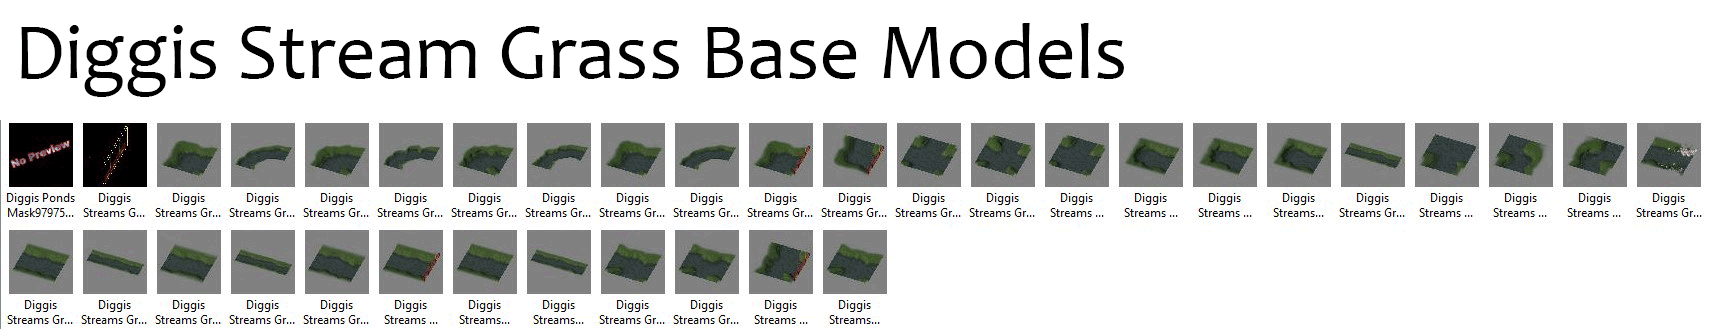 Diggis Stream Grass Base Models
No Preview
Diggis Ponds Diggis Diggis Diggis Diggis Diggis Diggis Diggis Diggis Diggis Diggis Diggis Diggis Diggis Diggis Diggis Diggis Diggis Diggis Diggis Diggis Diggis Diggis
Mask97975... Streams G... Streams Gr... Streams Gr... Streams Gr... Streams Gr... Streams Gr... Streams Gr... Streams Gr... Streams Gr... Streams Gr... Streams Gr... Streams Gr... Streams Gr... Streams ... Streams ... Streams ... Streams... Streams Gr... Streams ... Streams ... Streams ... Streams Gr...
Diggis Diggis Diggis Diggis Diggis Diggis Diggis Diggis Diggis Diggis Diggis Diggis
Streams Gr... Streams Gr... Streams Gr... Streams Gr... Streams Gr... Streams ... Streams... Streams... Streams Gr... Streams Gr... Streams ... Streams...